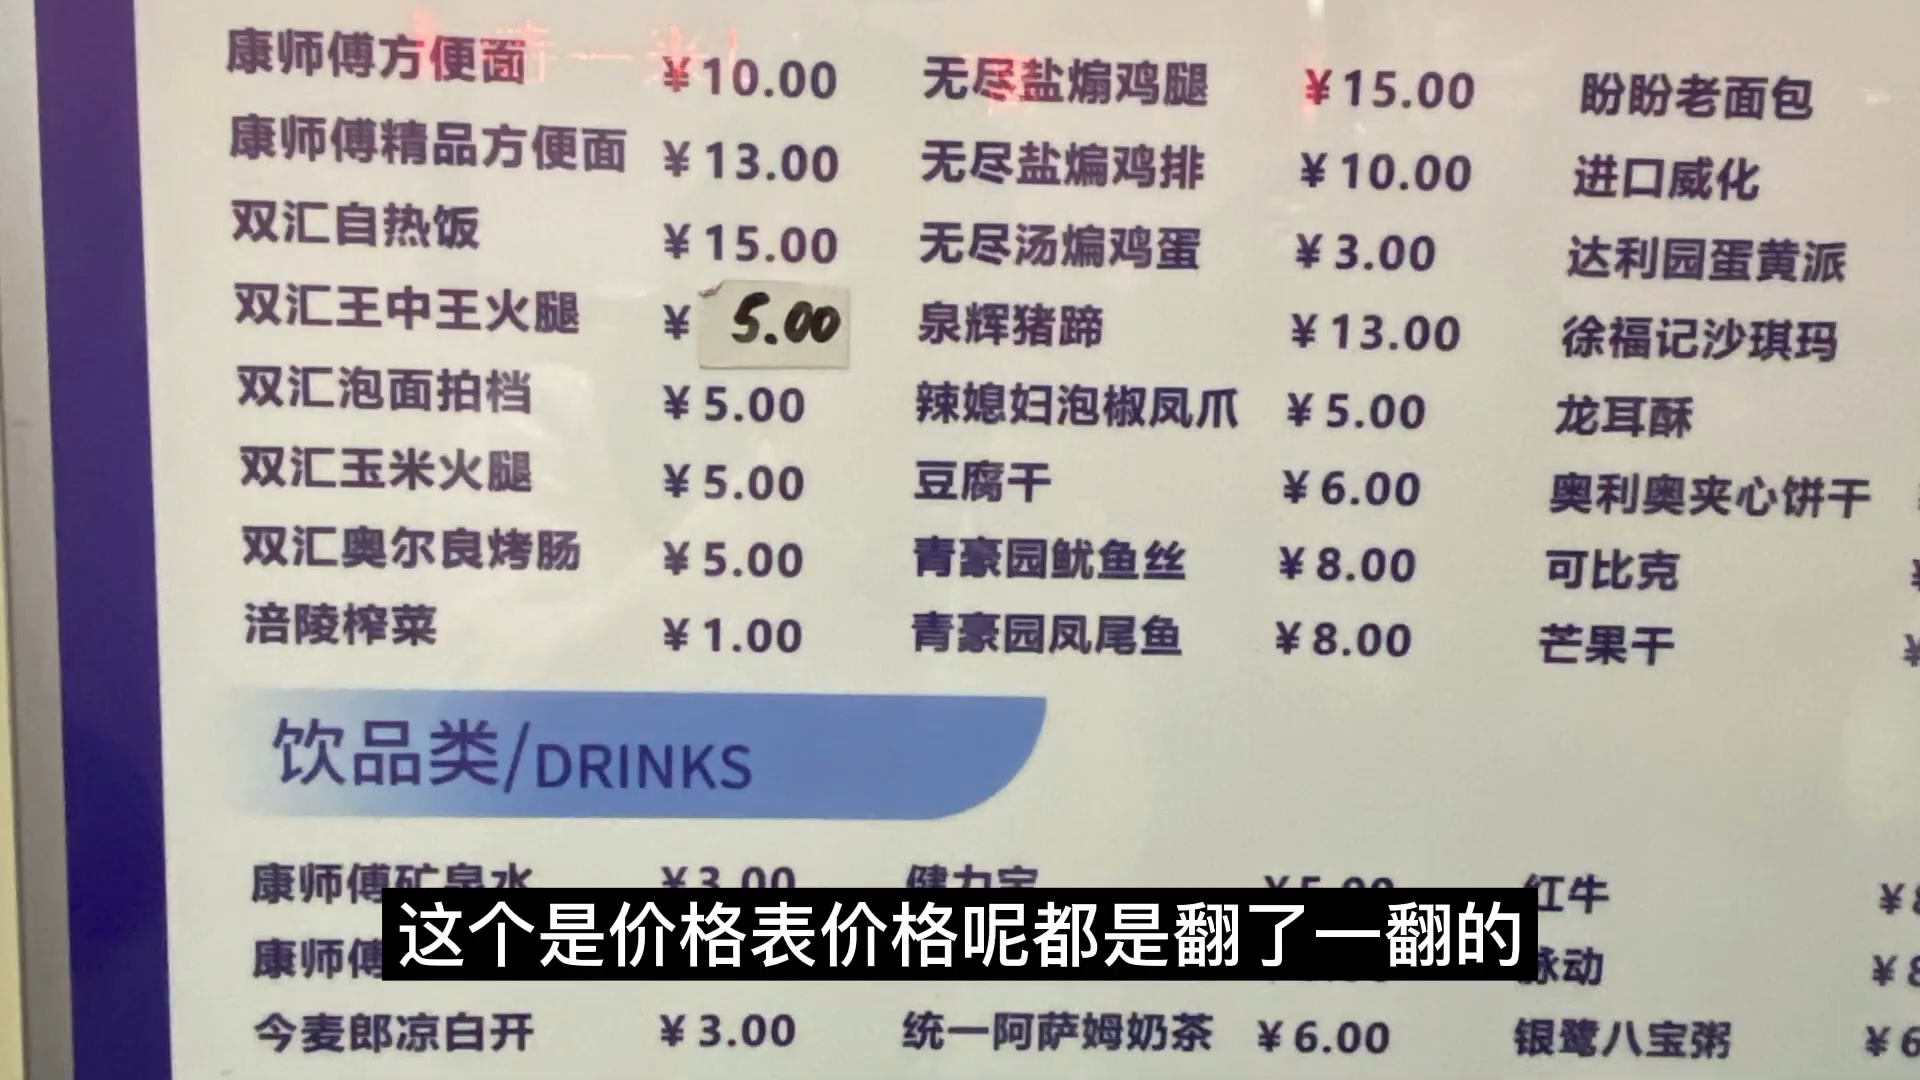 康师傅方便面 ¥10.00 无尽盐焗鸡腿 ¥15.00 盼盼老面包
康师傅精品方便面 ¥13.00 无尽盐焗鸡排 ¥10.00 进口威化
双汇自热饭 ¥15.00 无尽汤焗鸡蛋 ¥3.00 达利园蛋黄派
双汇王中王火腿 ¥5.00 泉辉猪蹄 ¥13.00 徐福记沙琪玛
双汇泡面拍档 ¥5.00 辣媳妇泡椒凤爪 ¥5.00 龙耳酥
双汇玉米火腿 ¥5.00 豆腐干 ¥6.00 奥利奥夹心饼干
双汇奥尔良烤肠 ¥5.00 青豪园鱿鱼丝 ¥8.00 可比克 ¥
涪陵榨菜 ¥1.00 青豪园凤尾鱼 ¥8.00 芒果干 ¥
饮品类/DRINKS
康师傅矿泉水 ¥3.00 健力宝 ¥5.00 红牛 ¥
康师傅 脉动 ¥
这个是价格表价格呢都是翻了一翻的
今麦郎凉白开 ¥3.00 统一阿萨姆奶茶 ¥6.00 银鹭八宝粥 ¥6